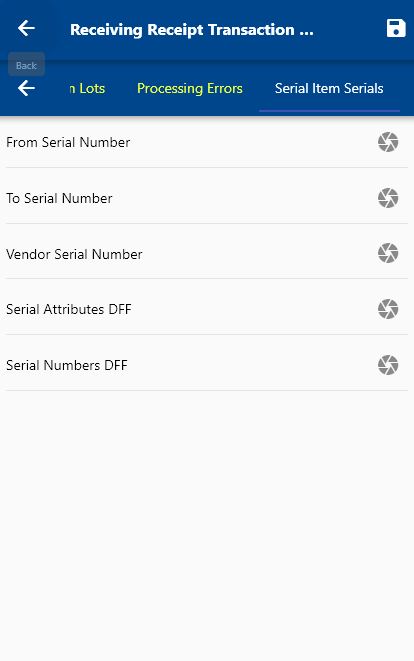 Receiving Receipt Transaction ...
Back
n Lots
Processing Errors
Serial Item Serials
From Serial Number
To Serial Number
Vendor Serial Number
Serial Attributes DFF
Serial Numbers DFF